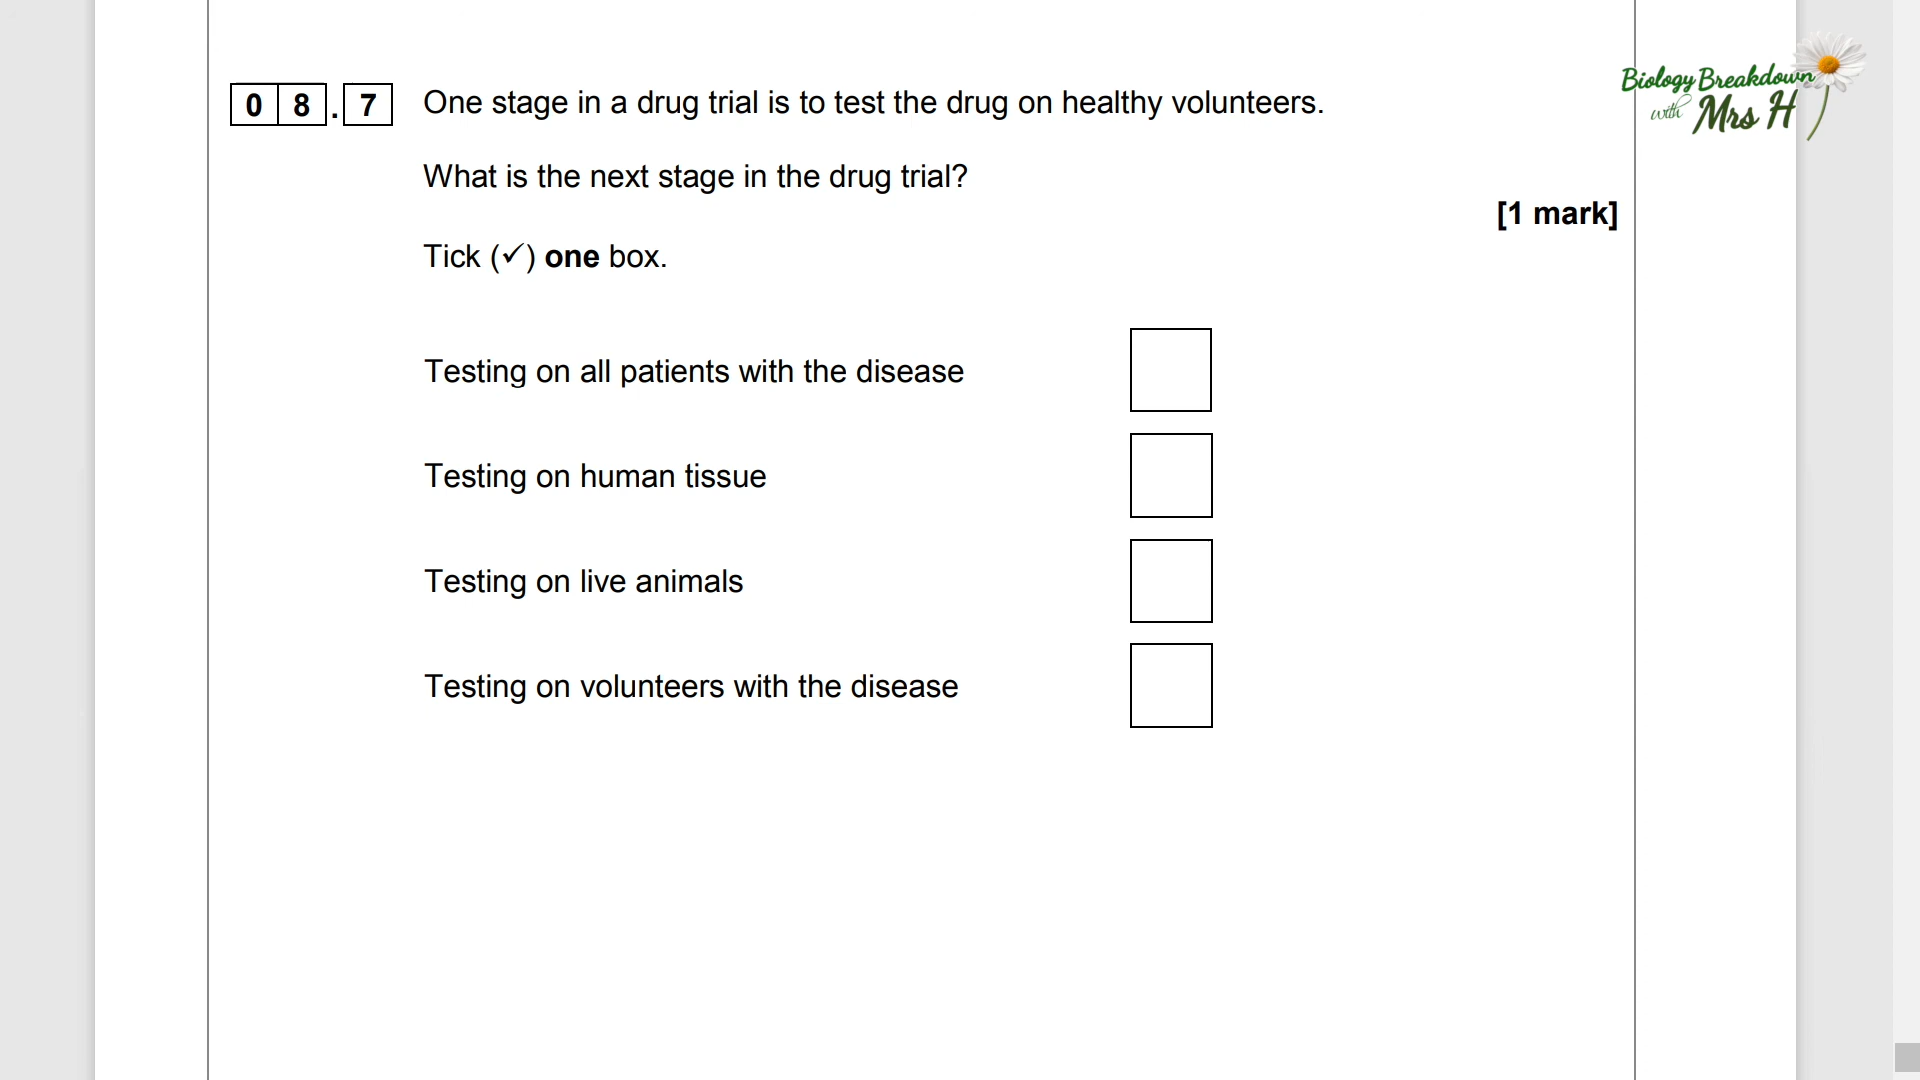 0 8 . 7 One stage in a drug trial is to test the drug on healthy volunteers.
What is the next stage in the drug trial?
[1 mark]
Tick (✓) one box.
Testing on all patients with the disease
Testing on human tissue
Testing on live animals
Testing on volunteers with the disease
Biology Breakdown
with Mrs H